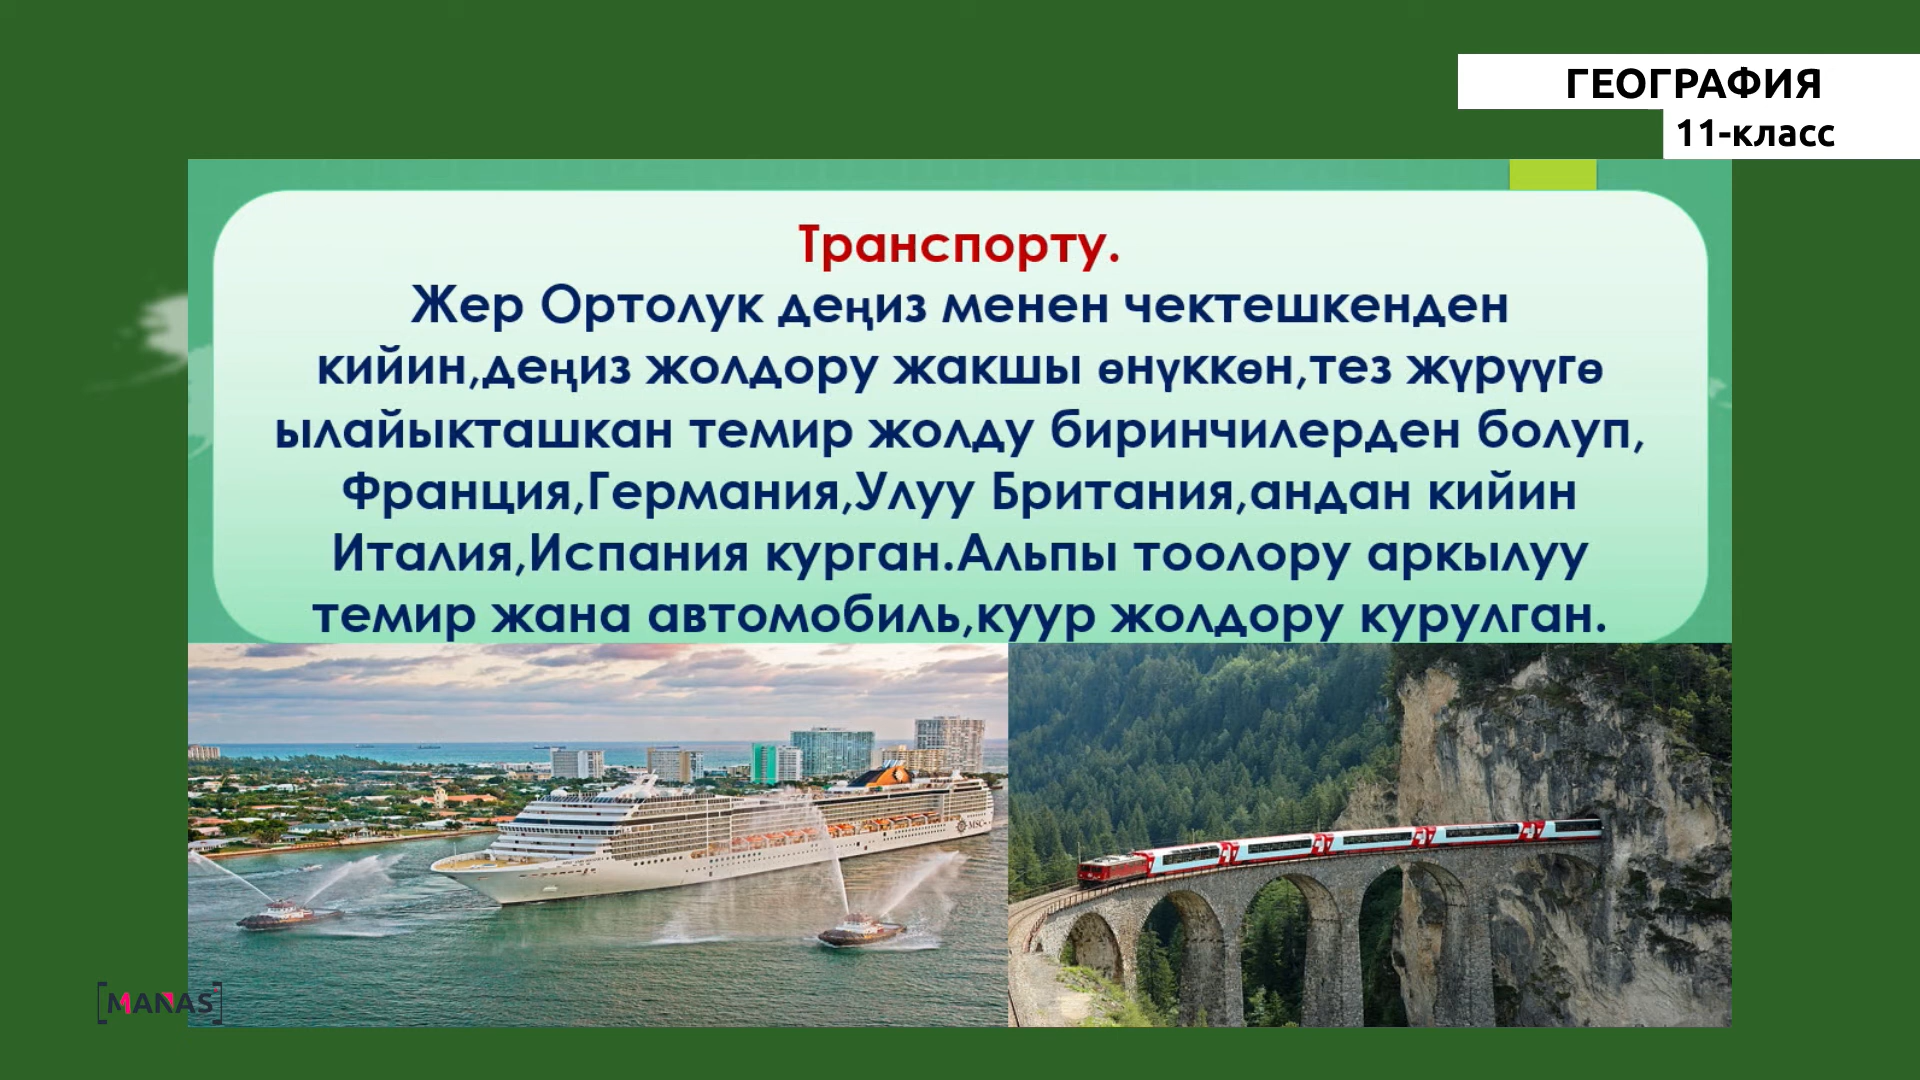 ГЕОГРАФИЯ
11-класс
Транспорту.
Жер Ортолук деңиз менен чектешкенден
кийин,деңиз жолдору жакшы өнүккөн,тез жүрүүгө
ылайыкташкан темир жолду биринчилерден болуп,
Франция,Германия,Улуу Британия,андан кийин
Италия,Испания курган.Альпы тоолору аркылуу
темир жана автомобиль,куур жолдору курулган.
MSC
[MANAS]